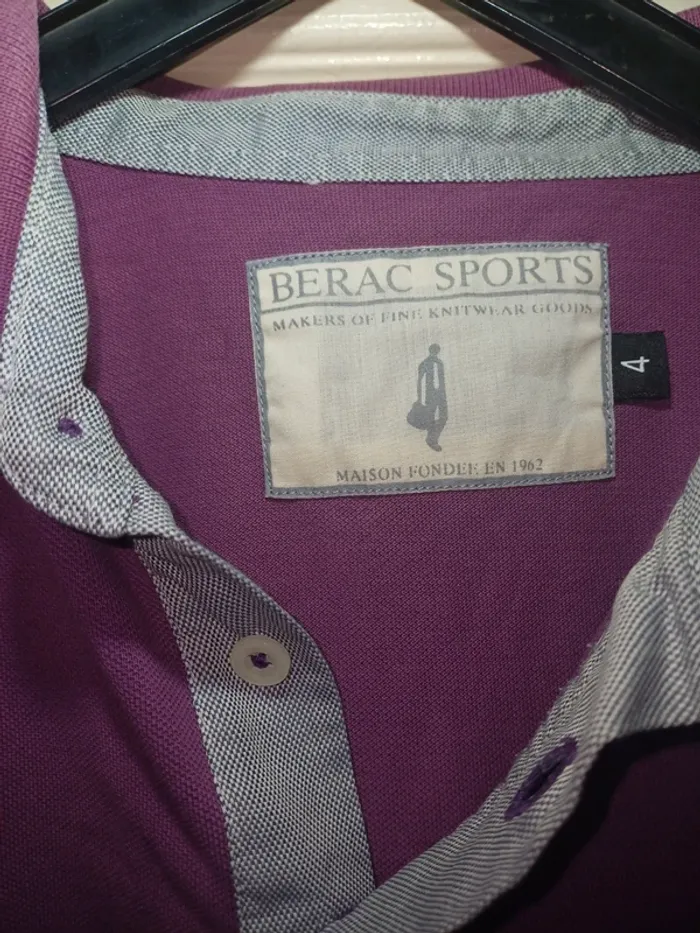 BERAC SPORTS
MAKERS OF FINE KNITWEAR GOODS
MAISON FONDEE EN 1962
4